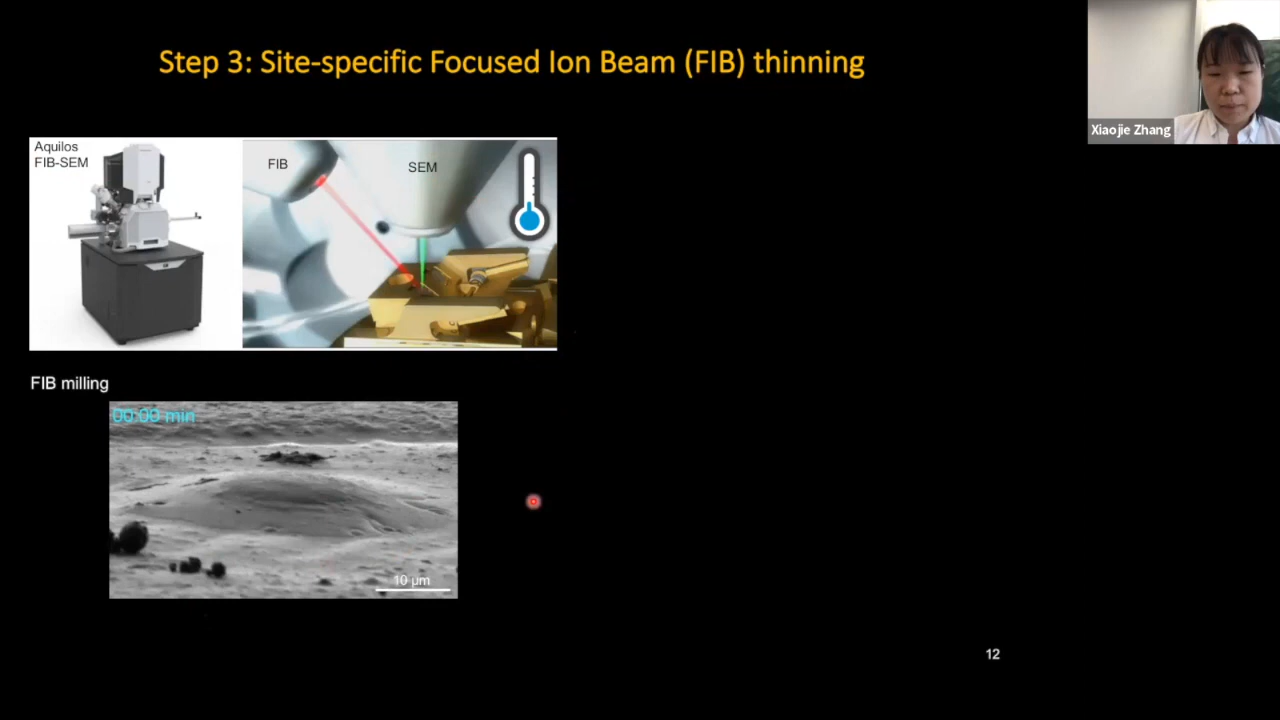 Step 3: Site-specific Focused Ion Beam (FIB) thinning
Xiaojie Zhang
Aquilos
FIB-SEM
FIB
SEM
FIB milling
00:00 min
10 µm
12